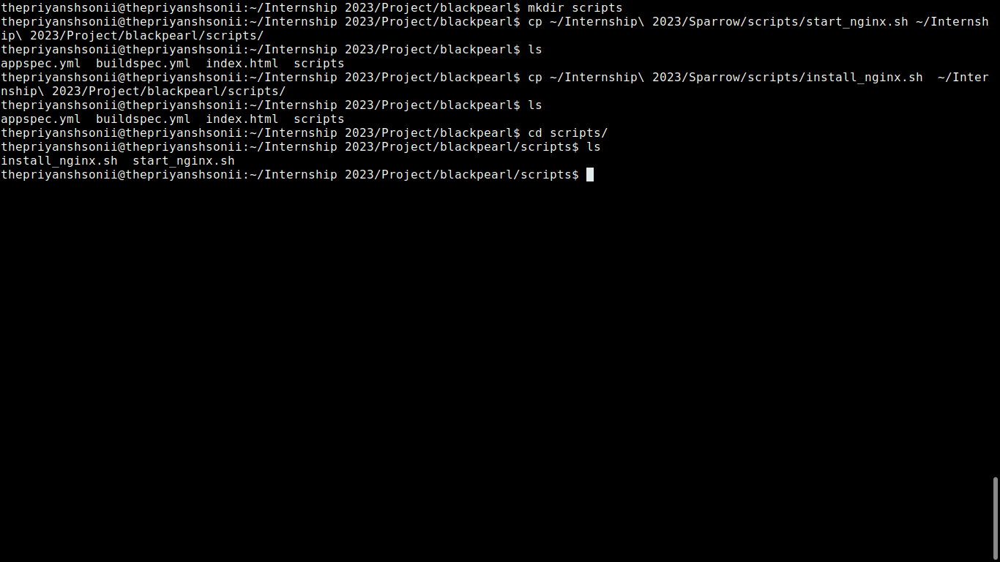 thepriyanshsonii@thepriyanshsonii:~/Internship 2023/Project/blackpearl$ mkdir scripts
thepriyanshsonii@thepriyanshsonii:~/Internship 2023/Project/blackpearl$ cp ~/Internship\ 2023/Sparrow/scripts/start_nginx.sh ~/Internsh
ip\ 2023/Project/blackpearl/scripts/
thepriyanshsonii@thepriyanshsonii:~/Internship 2023/Project/blackpearl$ ls
appspec.yml  buildspec.yml  index.html  scripts
thepriyanshsonii@thepriyanshsonii:~/Internship 2023/Project/blackpearl$ cp ~/Internship\ 2023/Sparrow/scripts/install_nginx.sh  ~/Inter
nship\ 2023/Project/blackpearl/scripts/
thepriyanshsonii@thepriyanshsonii:~/Internship 2023/Project/blackpearl$ ls
appspec.yml  buildspec.yml  index.html  scripts
thepriyanshsonii@thepriyanshsonii:~/Internship 2023/Project/blackpearl$ cd scripts/
thepriyanshsonii@thepriyanshsonii:~/Internship 2023/Project/blackpearl/scripts$ ls
install_nginx.sh  start_nginx.sh
thepriyanshsonii@thepriyanshsonii:~/Internship 2023/Project/blackpearl/scripts$